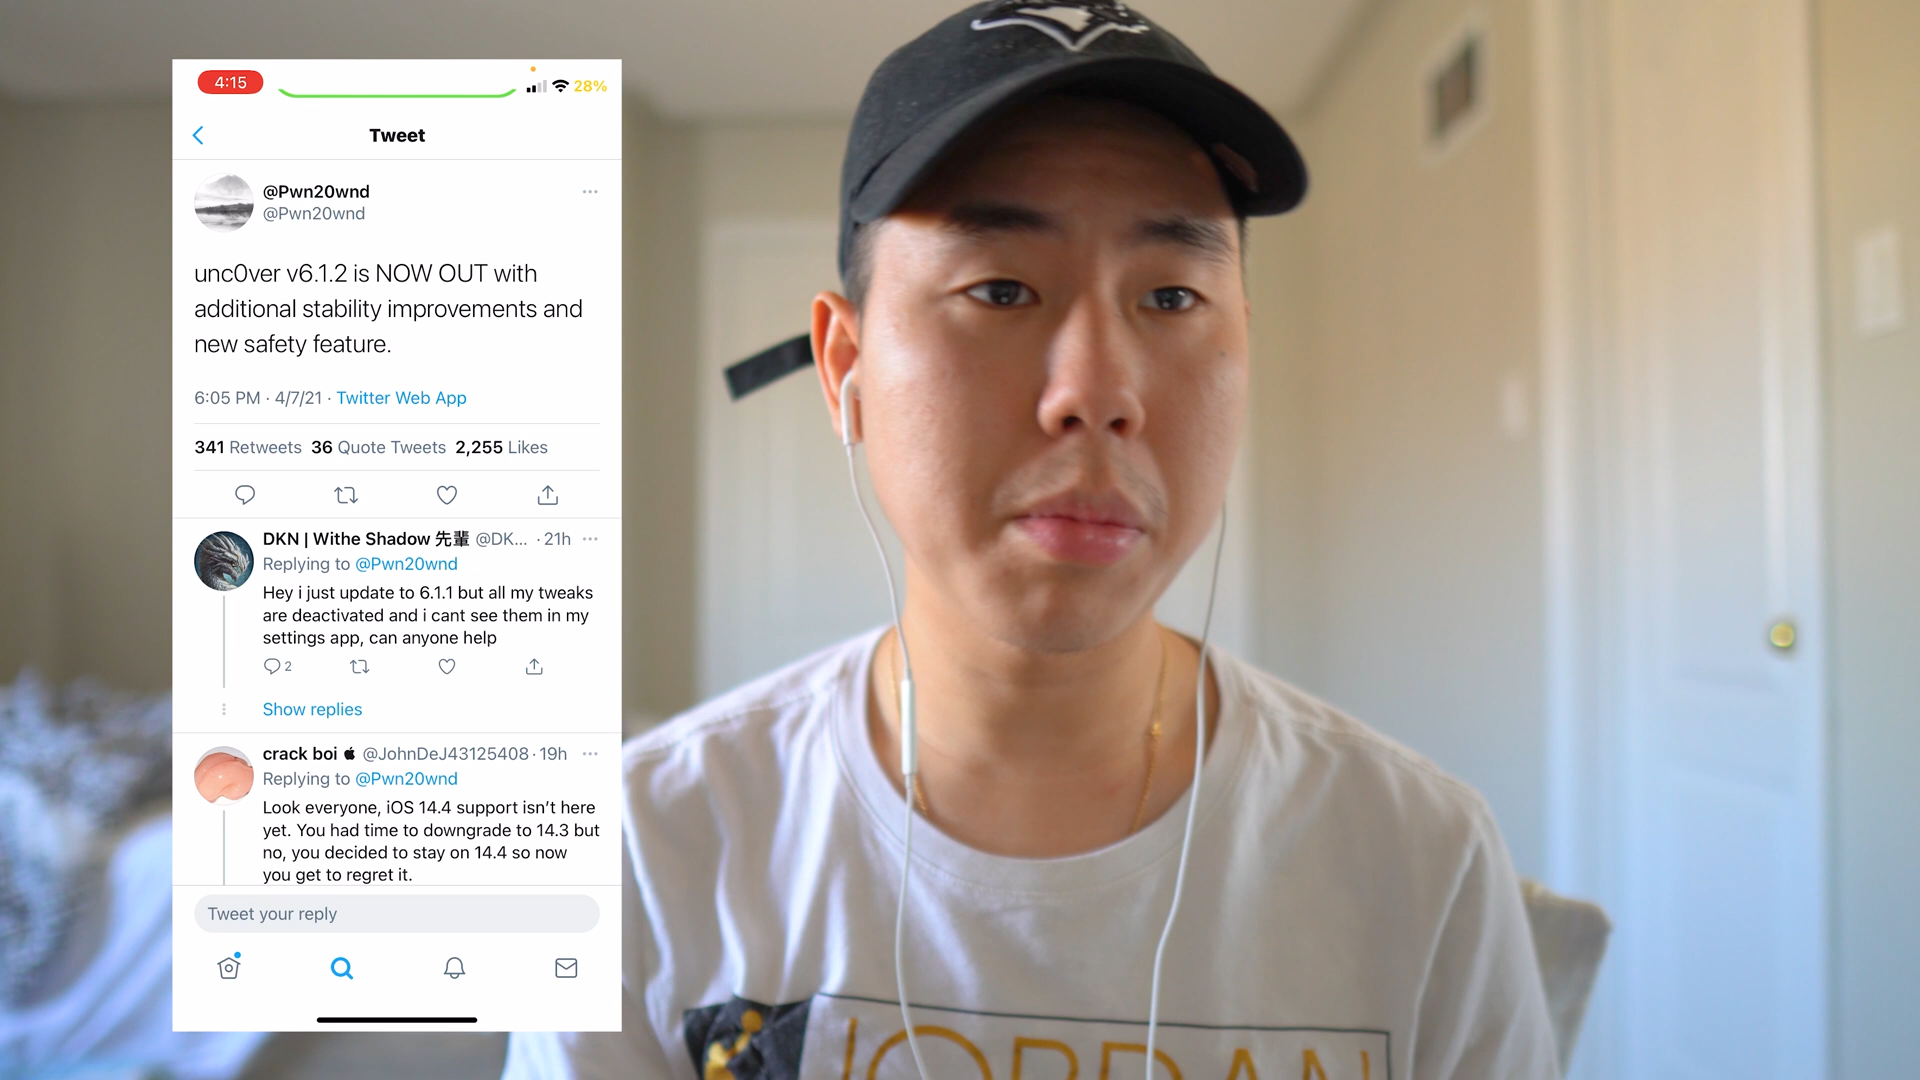 4:15
28%
Tweet
@Pwn20wnd
@Pwn20wnd
unc0ver v6.1.2 is NOW OUT with
additional stability improvements and
new safety feature.
6:05 PM · 4/7/21 · Twitter Web App
341 Retweets 36 Quote Tweets 2,255 Likes
DKN | Withe Shadow 先輩 @DK... · 21h
Replying to @Pwn20wnd
Hey i just update to 6.1.1 but all my tweaks
are deactivated and i cant see them in my
settings app, can anyone help
2
Show replies
crack boi @JohnDeJ43125408 · 19h
Replying to @Pwn20wnd
Look everyone, iOS 14.4 support isn't here
yet. You had time to downgrade to 14.3 but
no, you decided to stay on 14.4 so now
you get to regret it.
Tweet your reply
JORDAN